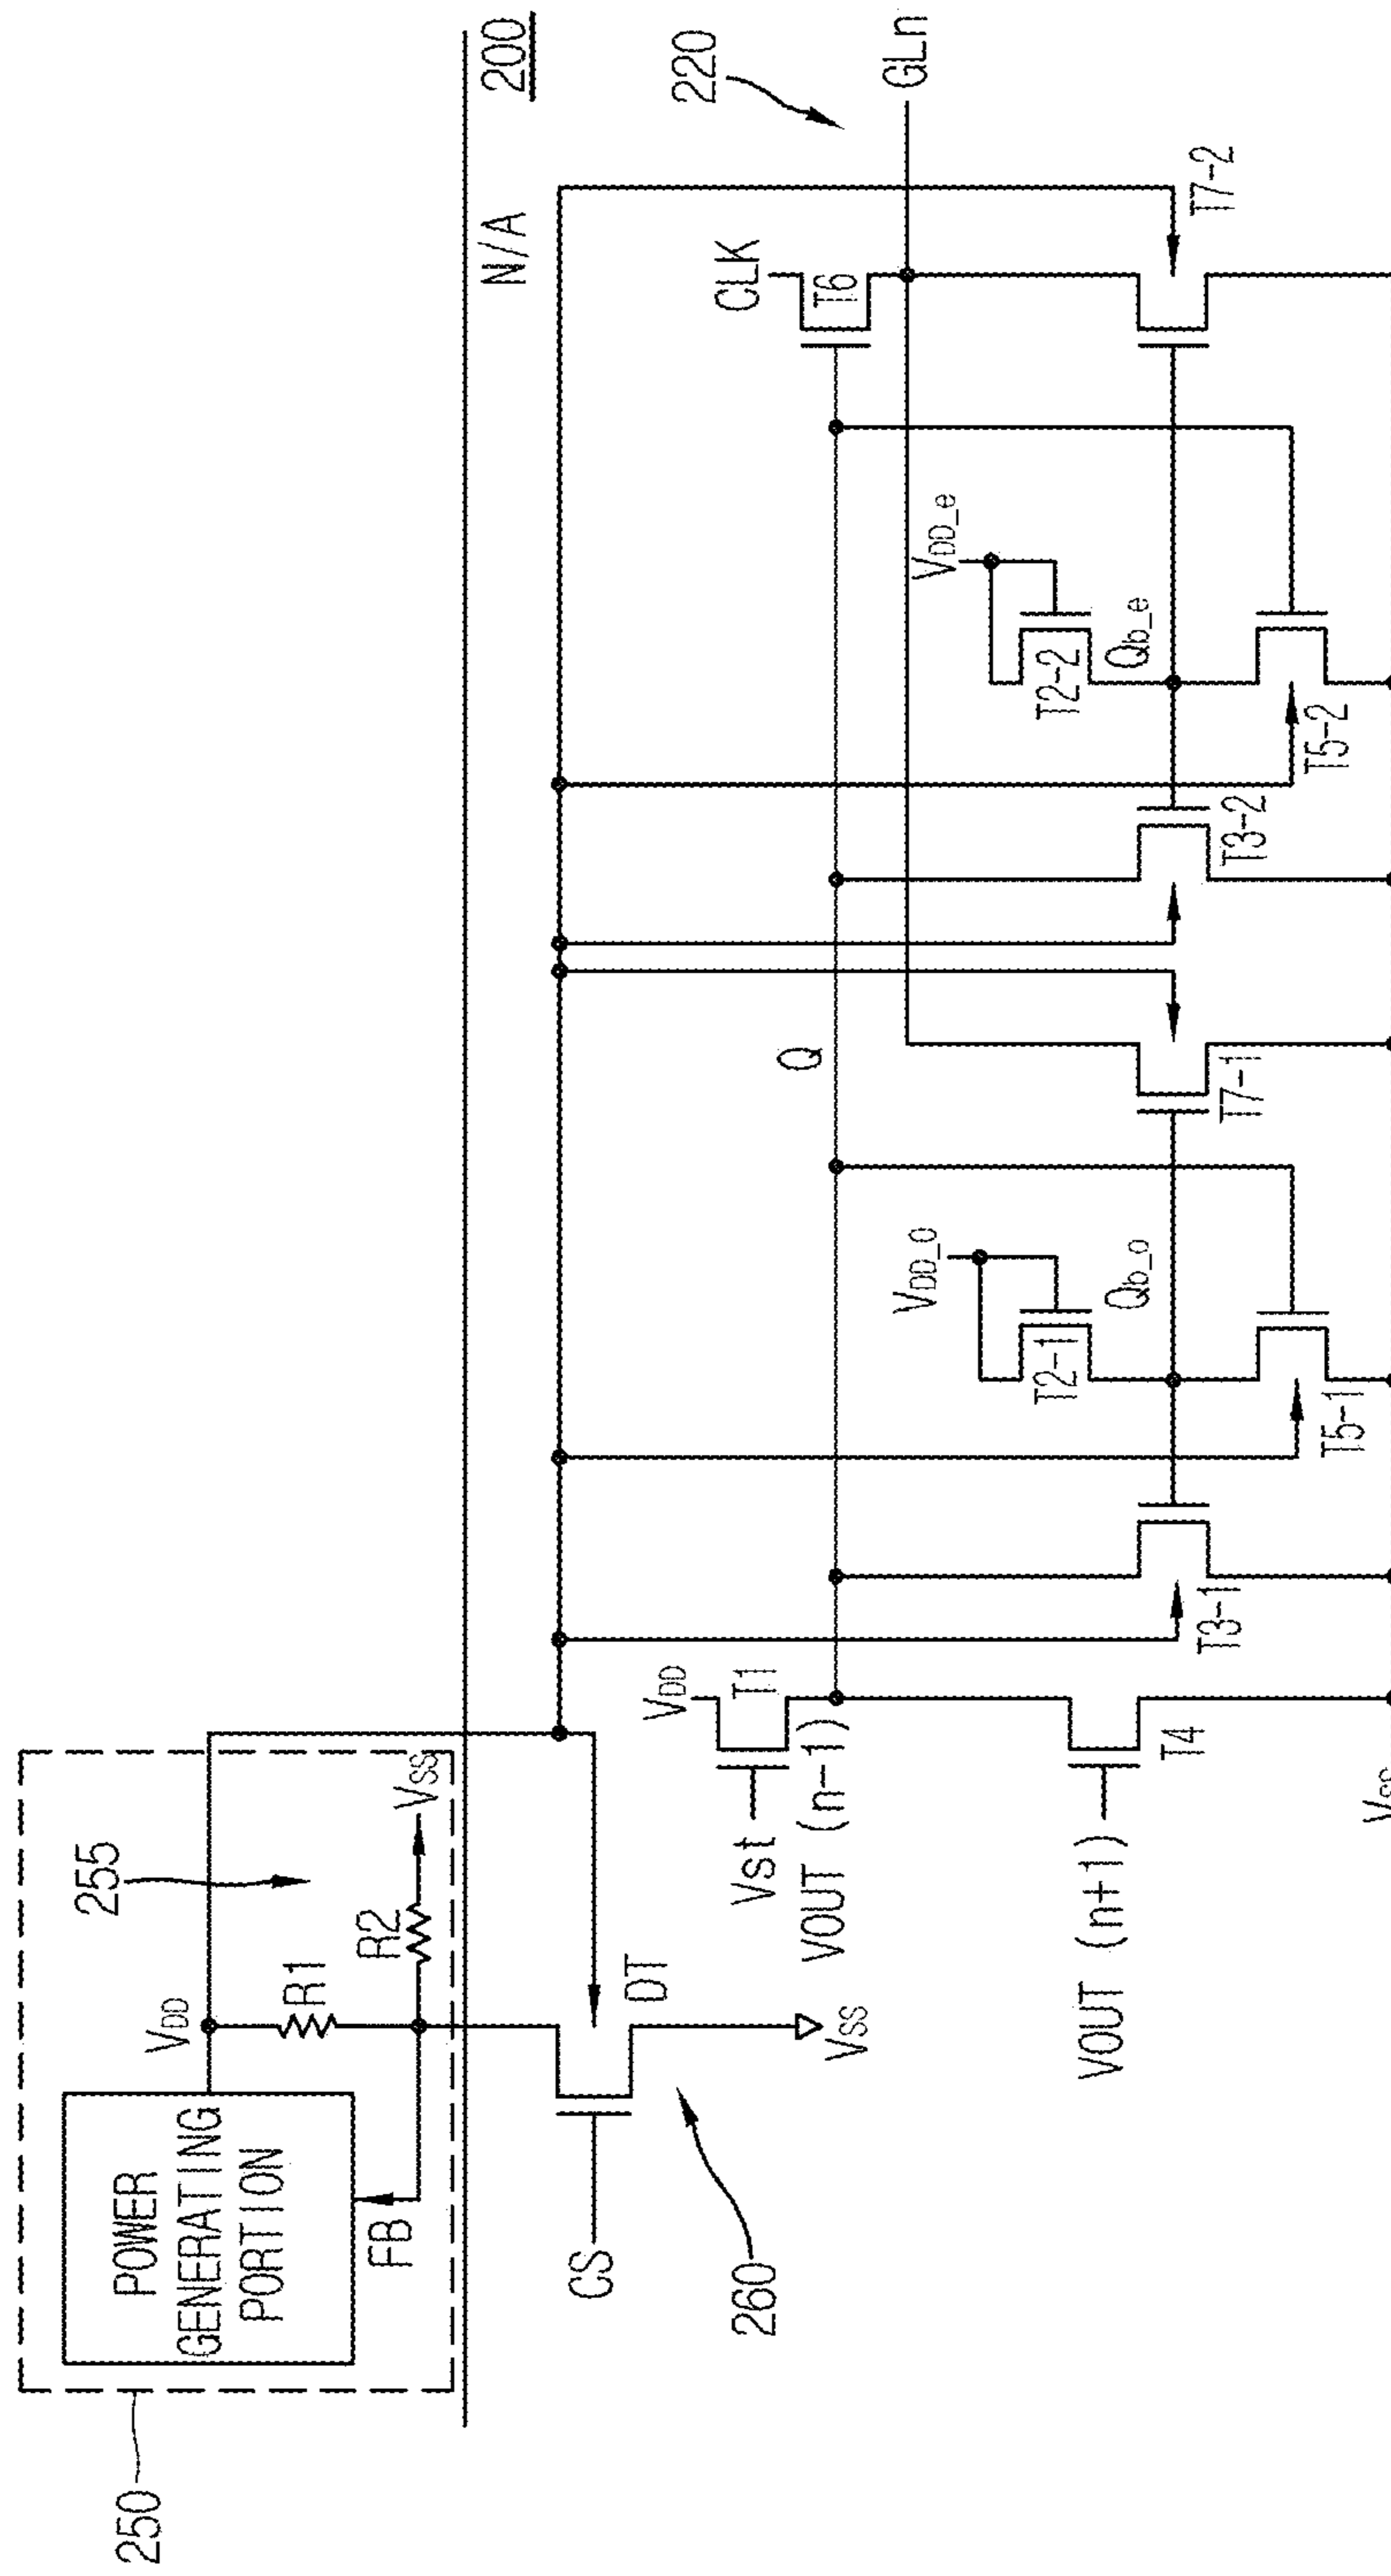 250
POWER
GENERATING
PORTION
FB
VDD
R1
R2
VSS
255
200
N/A
CS
DT
260
VSS
VDD
T1
Vst
VOUT (n-1)
VOUT (n+1)
T4
VSS
T3-1
T5-1
VDD_O
T2-1
Qb_o
Q
T7-1
T3-2
T5-2
VDD_e
T2-2
Qb_e
CLK
T6
T7-2
220
GLn